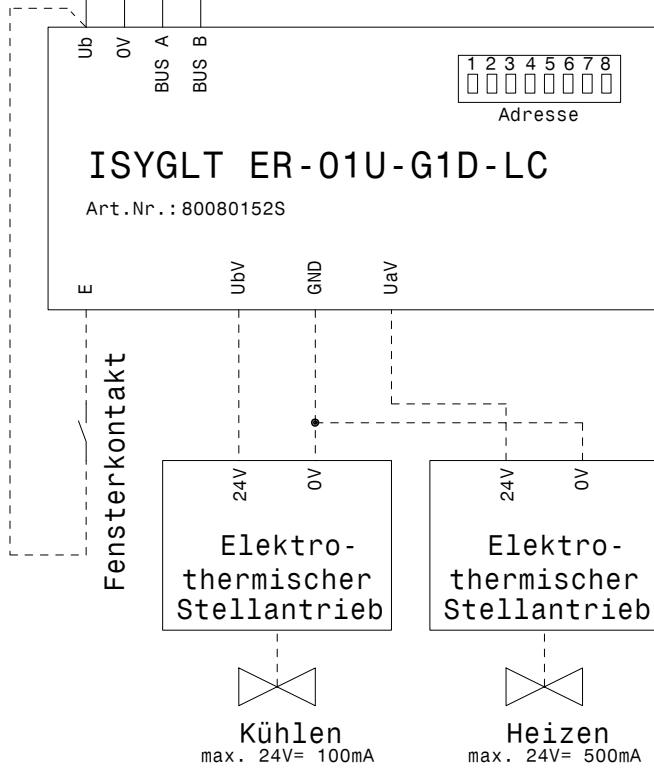 Ub
0V
BUS A
BUS B
1 2 3 4 5 6 7 8
Adresse
ISYGLT ER-01U-G1D-LC
Art.Nr.: 80080152S
E
UbV
GND
UaV
Fensterkontakt
24V
0V
24V
0V
Elektro-
thermischer
Stellantrieb
Elektro-
thermischer
Stellantrieb
Kühlen
max. 24V= 100mA
Heizen
max. 24V= 500mA